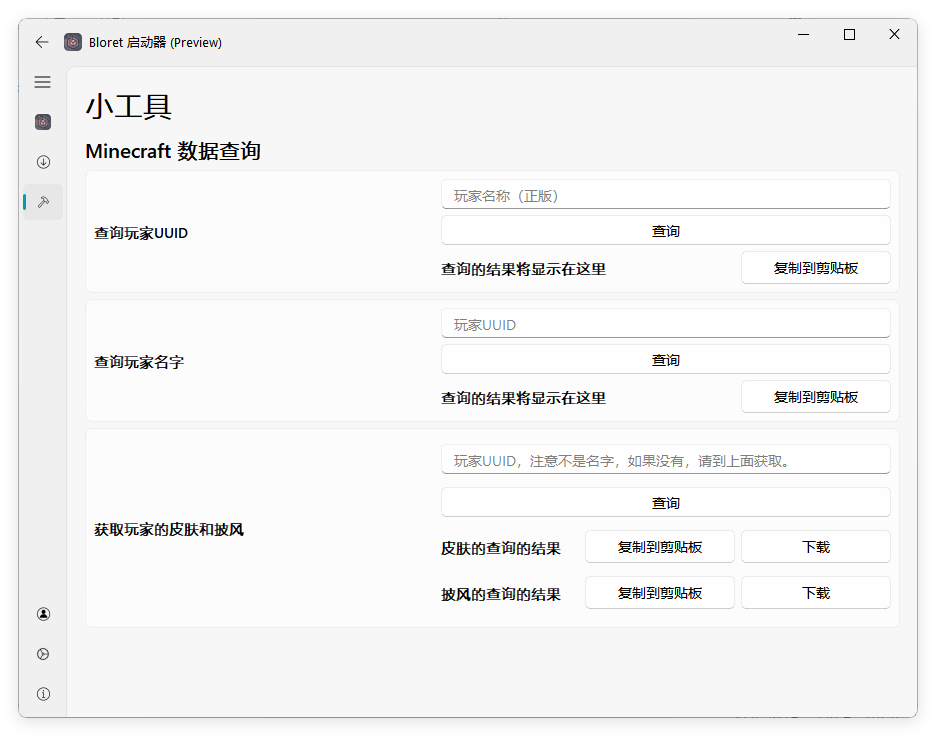 Bloret 启动器 (Preview)
小工具
Minecraft 数据查询
玩家名称（正版）
查询
查询玩家UUID
查询的结果将显示在这里 复制到剪贴板
玩家UUID
查询
查询玩家名字
查询的结果将显示在这里 复制到剪贴板
玩家UUID，注意不是名字，如果没有，请到上面获取。
查询
获取玩家的皮肤和披风
皮肤的查询的结果 复制到剪贴板 下载
披风的查询的结果 复制到剪贴板 下载